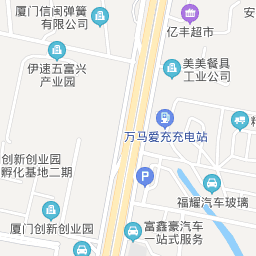 厦门信闽弹簧
有限公司
亿丰超市
安
美美餐具
工业公司
伊速五富兴
产业园
万马爱充充电站
创新创业园
孵化基地二期
P
福耀汽车玻璃
厦门创新创业园
富鑫豪汽车
一站式服务